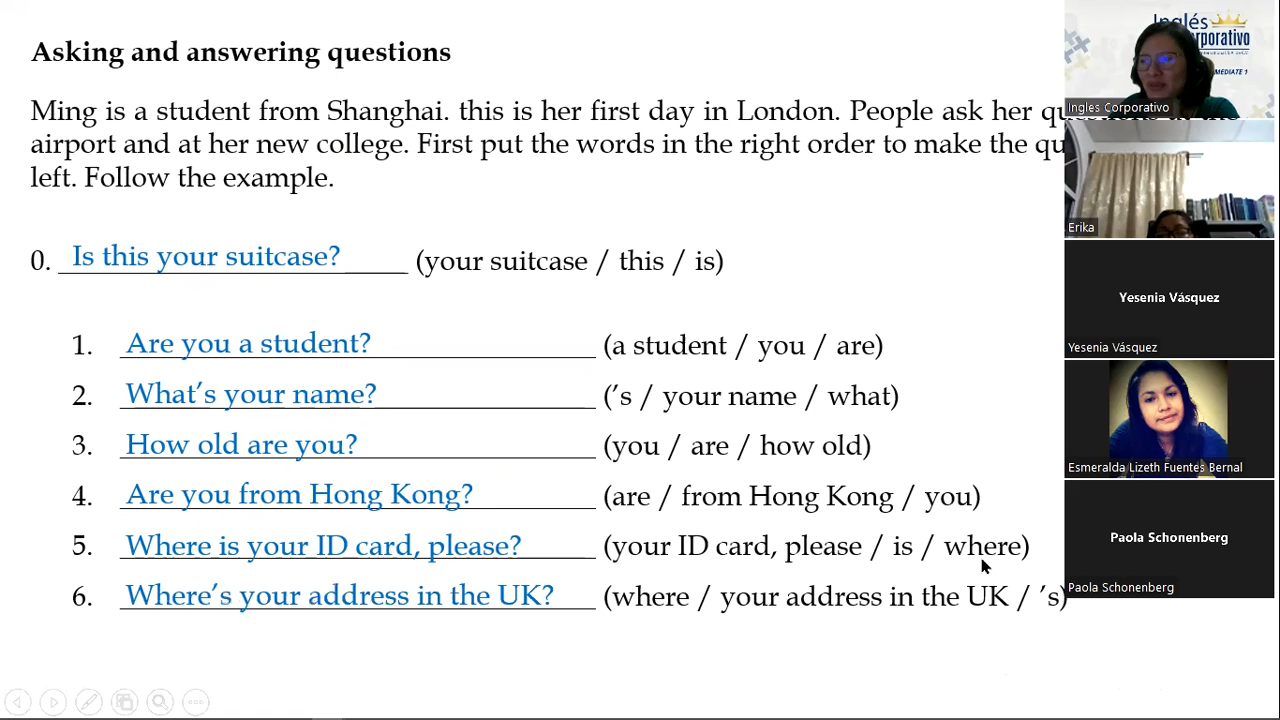 Asking and answering questions
Ming is a student from Shanghai. this is her first day in London. People ask her
airport and at her new college. First put the words in the right order to make the
left. Follow the example.
0. Is this your suitcase? (your suitcase / this / is)
1. Are you a student? (a student / you / are)
2. What's your name? ('s / your name / what)
3. How old are you? (you / are / how old)
4. Are you from Hong Kong? (are / from Hong Kong / you)
5. Where is your ID card, please? (your ID card, please / is / where)
6. Where's your address in the UK? (where / your address in the UK / 's)
Inglés
Ingles Corporativo
Erika
Yesenia Vásquez
Yesenia Vásquez
Esmeralda Lizeth Fuentes Bernal
Paola Schonenberg
Paola Schonenberg